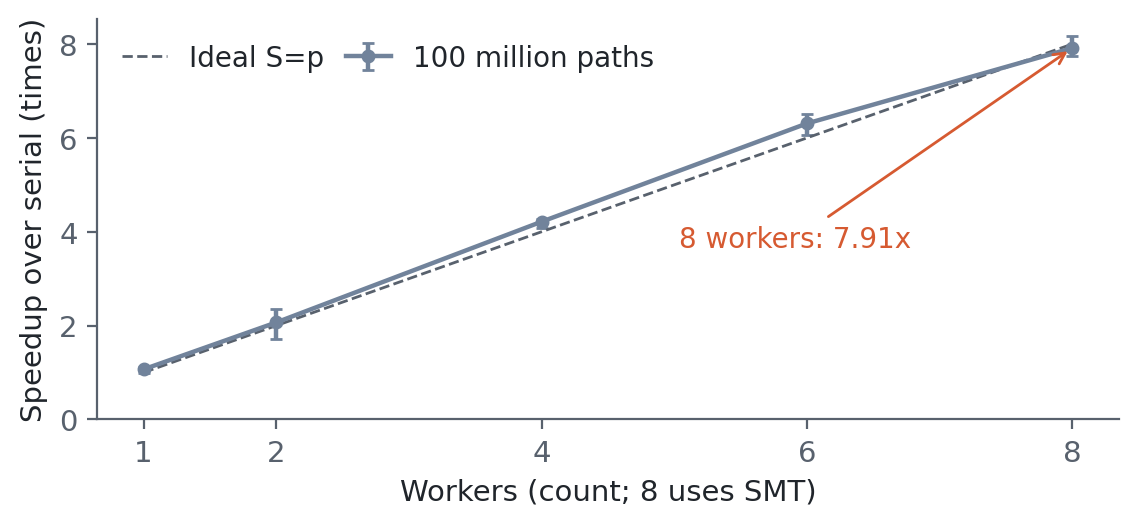 Ideal S=p
100 million paths
8 workers: 7.91x
Speedup over serial (times)
8
6
4
2
0
1 2 4 6 8
Workers (count; 8 uses SMT)